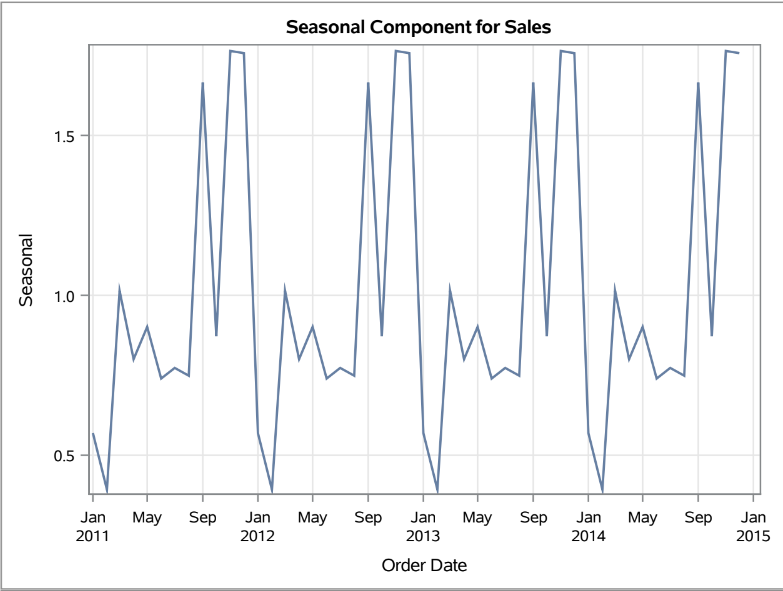 Seasonal Component for Sales
Seasonal
1.5
1.0
0.5
Jan May Sep Jan May Sep Jan May Sep Jan May Sep Jan
2011 2012 2013 2014 2015
Order Date